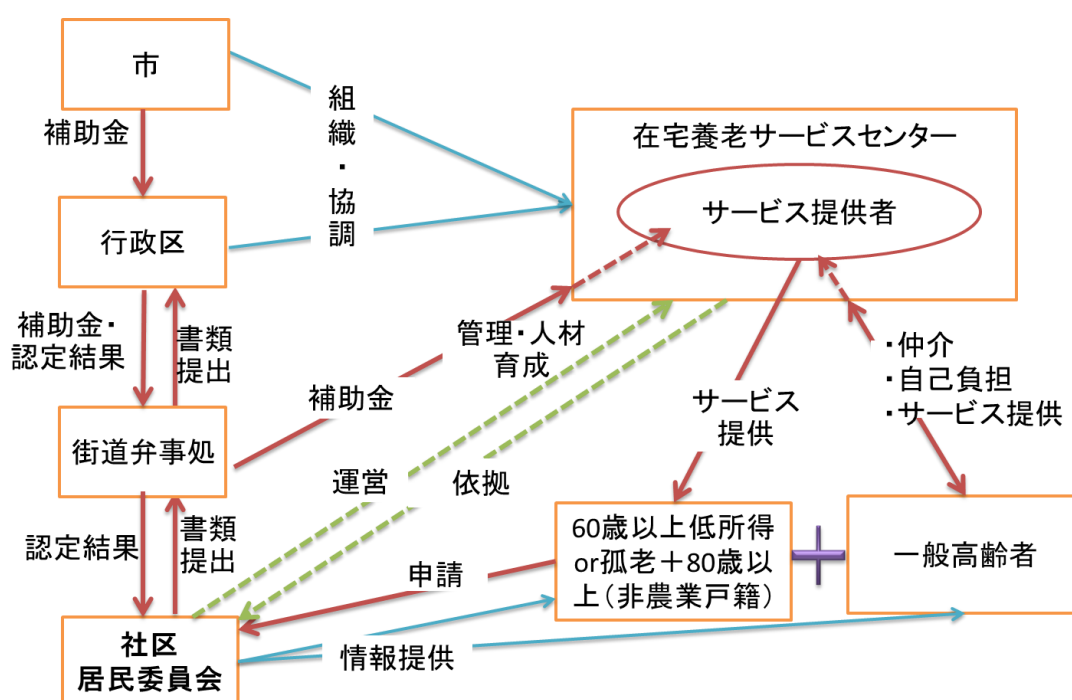 市
補助金
組
織
・
協
調
在宅養老サービスセンター
サービス提供者
行政区
補助金・
認定結果
書類
提出
管理・人材
育成
・仲介
・自己負担
・サービス提供
補助金
サービス
提供
街道弁事処
運営
依拠
認定結果
書類
提出
60歳以上低所得
or孤老＋80歳以
上（非農業戸籍）
一般高齢者
申請
社区
居民委員会
情報提供